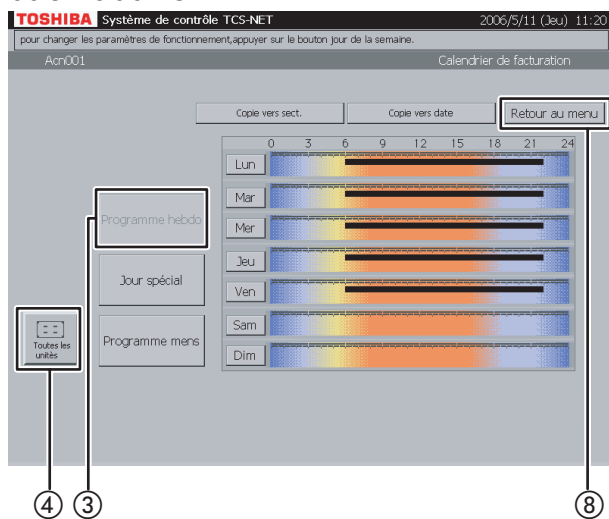 TOSHIBA Système de contrôle TCS-NET 2006/5/11 (Jeu) 11:20
pour changer les paramètres de fonctionnement,appuyer sur le bouton jour de la semaine.
Acn001 Calendrier de facturation
Copie vers sect. Copie vers date Retour au menu
0 3 6 9 12 15 18 21 24
Lun
Mar
Programme hebdo
Mer
Jeu
Jour spécial
Ven
Sam
Toutes les
unitès
Programme mens
Dim
④ ③ ⑧